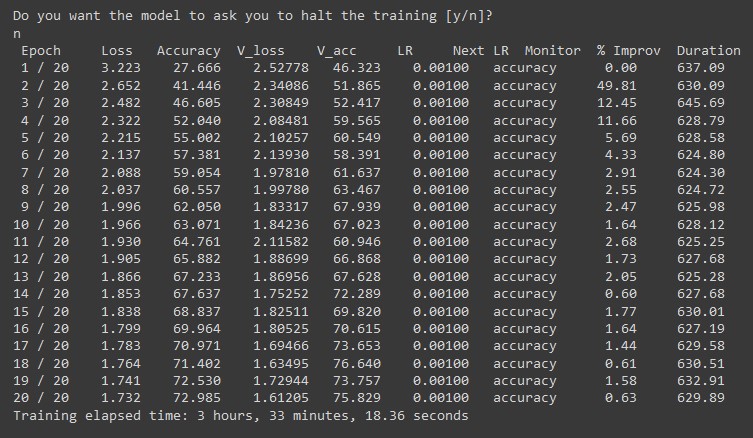 Do you want the model to ask you to halt the training [y/n]?
n
Epoch Loss Accuracy V_loss V_acc LR Next LR Monitor % Improv Duration
1 / 20 3.223 27.666 2.52778 46.323 0.00100 accuracy 0.00 637.09
2 / 20 2.652 41.446 2.34086 51.865 0.00100 accuracy 49.81 630.09
3 / 20 2.482 46.605 2.30849 52.417 0.00100 accuracy 12.45 645.69
4 / 20 2.322 52.040 2.08481 59.565 0.00100 accuracy 11.66 628.79
5 / 20 2.215 55.002 2.10257 60.549 0.00100 accuracy 5.69 628.58
6 / 20 2.137 57.381 2.13930 58.391 0.00100 accuracy 4.33 624.80
7 / 20 2.088 59.054 1.97810 61.637 0.00100 accuracy 2.91 624.30
8 / 20 2.037 60.557 1.99780 63.467 0.00100 accuracy 2.55 624.72
9 / 20 1.996 62.050 1.83317 67.939 0.00100 accuracy 2.47 625.98
10 / 20 1.966 63.071 1.84236 67.023 0.00100 accuracy 1.64 628.12
11 / 20 1.930 64.761 2.11582 60.946 0.00100 accuracy 2.68 625.25
12 / 20 1.905 65.882 1.88699 66.868 0.00100 accuracy 1.73 627.68
13 / 20 1.866 67.233 1.86956 67.628 0.00100 accuracy 2.05 625.28
14 / 20 1.853 67.637 1.75252 72.289 0.00100 accuracy 0.60 627.68
15 / 20 1.838 68.837 1.82511 69.820 0.00100 accuracy 1.77 630.01
16 / 20 1.799 69.964 1.80525 70.615 0.00100 accuracy 1.64 627.19
17 / 20 1.783 70.971 1.69466 73.653 0.00100 accuracy 1.44 629.58
18 / 20 1.764 71.402 1.63495 76.640 0.00100 accuracy 0.61 630.51
19 / 20 1.741 72.530 1.72944 73.757 0.00100 accuracy 1.58 632.91
20 / 20 1.732 72.985 1.61205 75.829 0.00100 accuracy 0.63 629.89
Training elapsed time: 3 hours, 33 minutes, 18.36 seconds